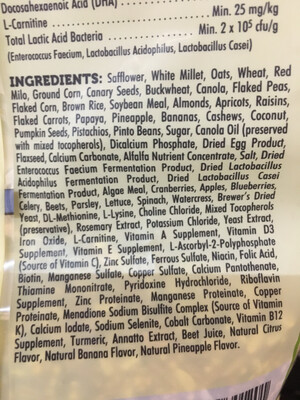 Docosahexaenoic Acid (DHA)
L-Carnitine . . . . . . . . . . . . . . . . . Min. 25 mg/kg
Total Lactic Acid Bacteria . . . . . . . . . . . . Min. 2 x 10⁵ cfu/g
(Enterococcus Faecium, Lactobacillus Acidophilus, Lactobacillus Casei)
INGREDIENTS: Safflower, White Millet, Oats, Wheat, Red
Milo, Ground Corn, Canary Seeds, Buckwheat, Canola, Flaked Peas,
Flaked Corn, Brown Rice, Soybean Meal, Almonds, Apricots, Raisins,
Flaked Carrots, Papaya, Pineapple, Bananas, Cashews, Coconut,
Pumpkin Seeds, Pistachios, Pinto Beans, Sugar, Canola Oil (preserved
with mixed tocopherols), Dicalcium Phosphate, Dried Egg Product,
Flaxseed, Calcium Carbonate, Alfalfa Nutrient Concentrate, Salt, Dried
Enterococcus Faecium Fermentation Product, Dried Lactobacillus
Acidophilus Fermentation Product, Dried Lactobacillus Casei
Fermentation Product, Algae Meal, Cranberries, Apples, Blueberries,
Celery, Beets, Parsley, Lettuce, Spinach, Watercress, Brewer's Dried
Yeast, DL-Methionine, L-Lysine, Choline Chloride, Mixed Tocopherols
(preservative), Rosemary Extract, Potassium Chloride, Yeast Extract,
Iron Oxide, L-Carnitine, Vitamin A Supplement, Vitamin D3
Supplement, Vitamin E Supplement, L-Ascorbyl-2-Polyphosphate
(Source of Vitamin C), Zinc Sulfate, Ferrous Sulfate, Niacin, Folic Acid,
Biotin, Manganese Sulfate, Copper Sulfate, Calcium Pantothenate,
Thiamine Mononitrate, Pyridoxine Hydrochloride, Riboflavin
Supplement, Zinc Proteinate, Manganese Proteinate, Copper
Proteinate, Menadione Sodium Bisulfite Complex (Source of Vitamin
K), Calcium Iodate, Sodium Selenite, Cobalt Carbonate, Vitamin B12
Supplement, Turmeric, Annatto Extract, Beet Juice, Natural Citrus
Flavor, Natural Banana Flavor, Natural Pineapple Flavor.